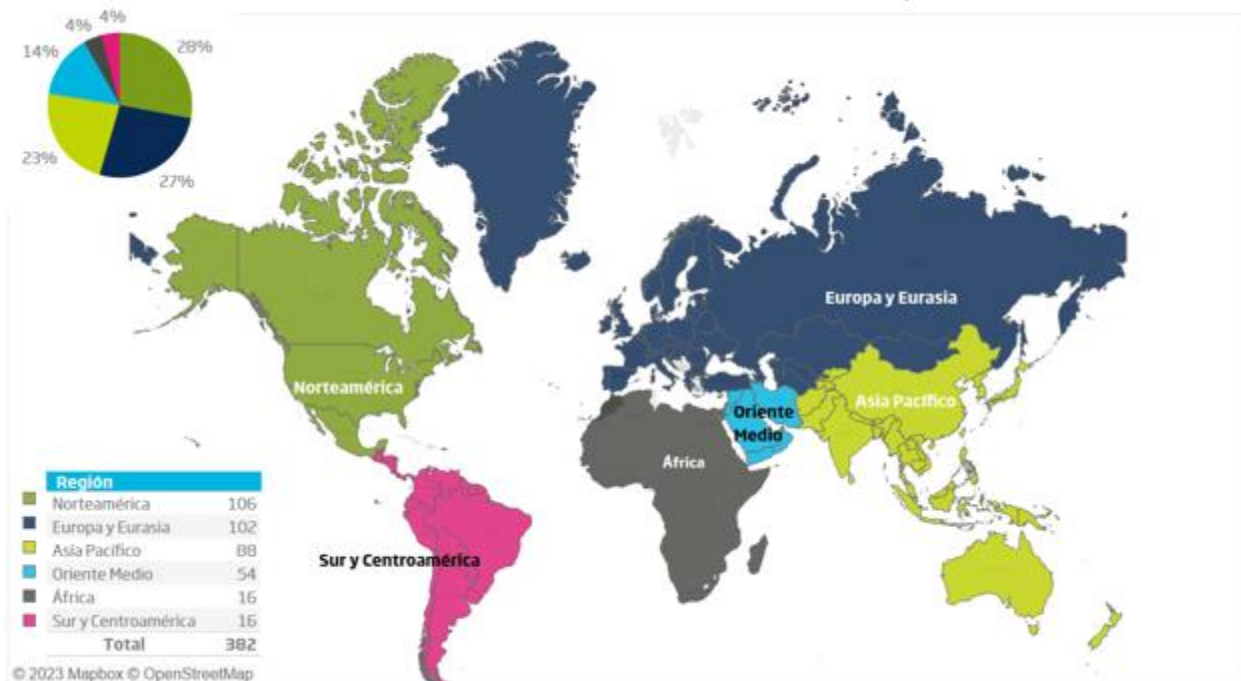 4%
4%
14%
28%
23%
27%
Europa y Eurasia
Norteamérica
Asia Pacífico
Oriente
Medio
África
Sur y Centroamérica
Región
Norteamérica 106
Europa y Eurasia 102
Asia Pacífico 88
Oriente Medio 54
África 16
Sur y Centroamérica 16
Total 382
© 2023 Mapbox © OpenStreetMap